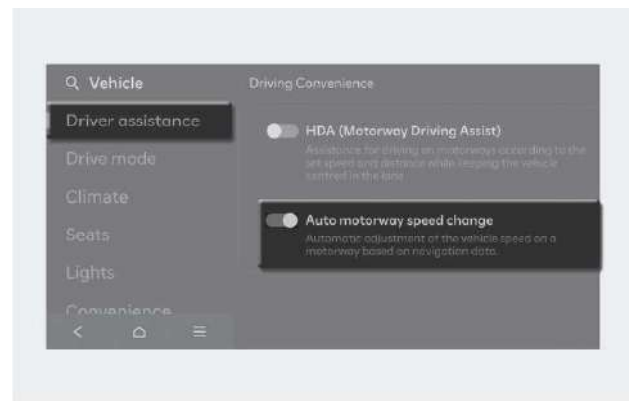 Vehicle
Driving Convenience
Driver assistance
HDA (Motorway Driving Assist)
Assistance for driving on motorways according to the
set speed and distance while keeping the vehicle
centred in the lane
Drive mode
Climate
Auto motorway speed change
Automatic adjustment of the vehicle speed on a
motorway based on navigation data.
Seats
Lights
Convenience